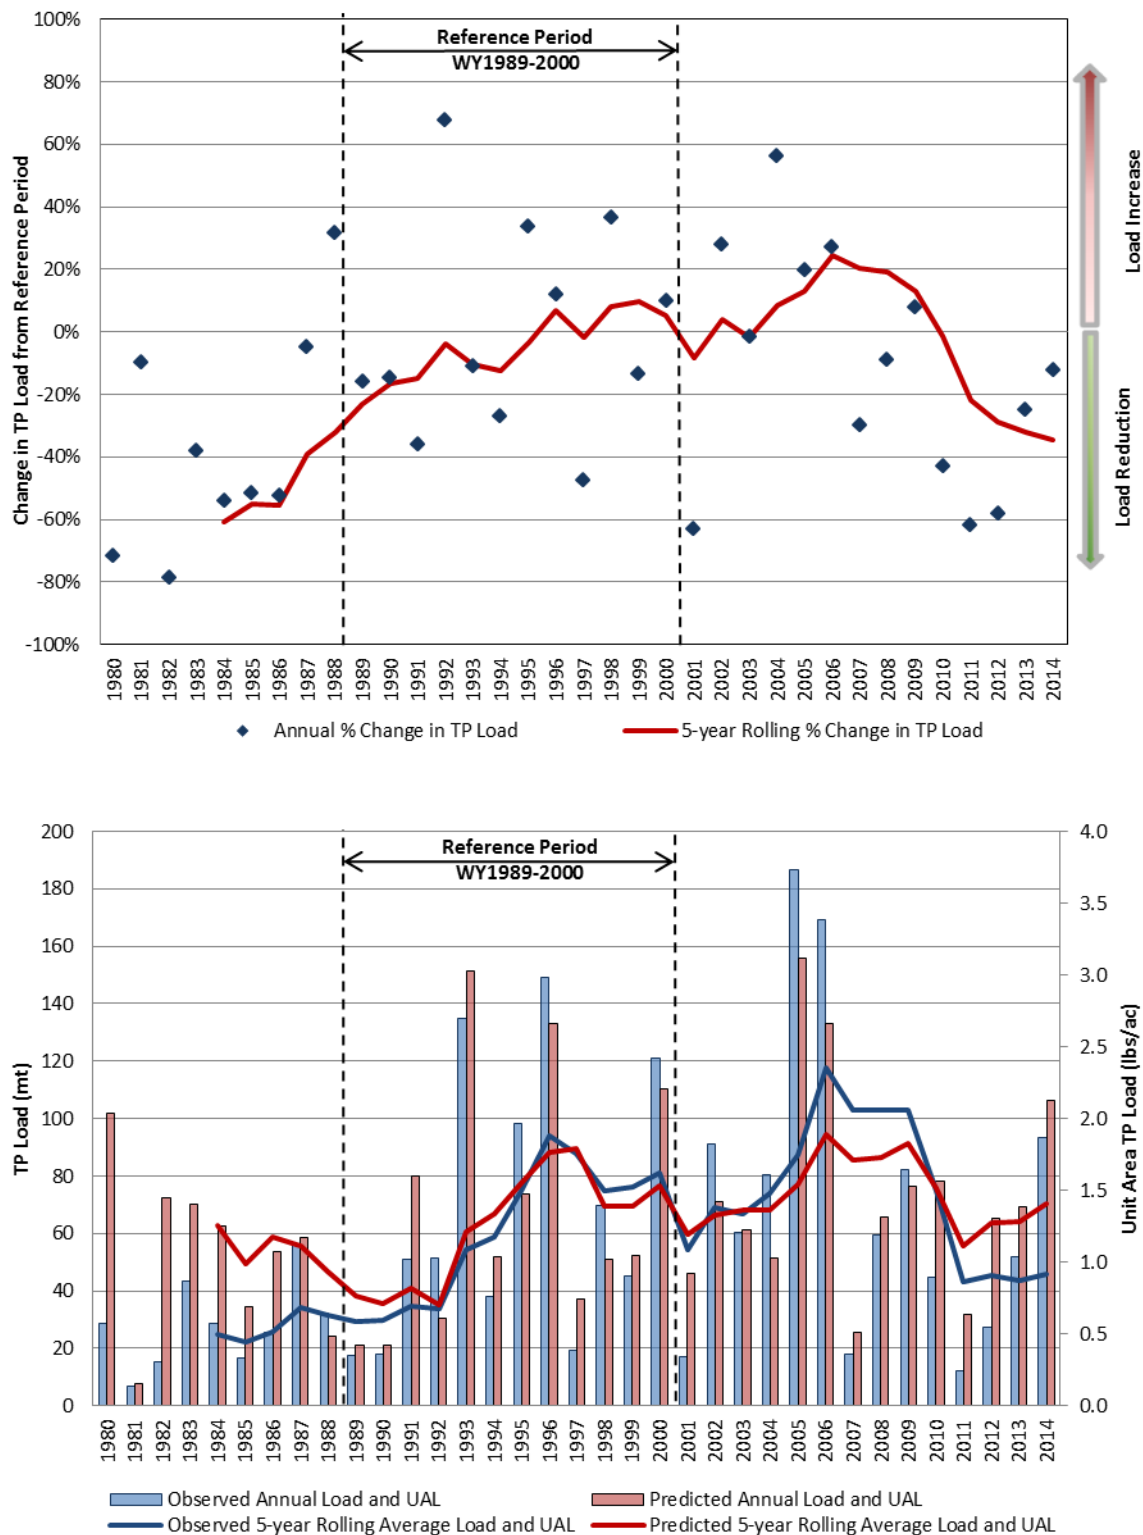 100%
80%
60%
40%
20%
0%
-20%
-40%
-60%
-80%
-100%
Change in TP Load from Reference Period
Reference Period
WY1989-2000
Load Increase
Load Reduction
1980 1981 1982 1983 1984 1985 1986 1987 1988 1989 1990 1991 1992 1993 1994 1995 1996 1997 1998 1999 2000 2001 2002 2003 2004 2005 2006 2007 2008 2009 2010 2011 2012 2013 2014
Annual % Change in TP Load 5-year Rolling % Change in TP Load
200
180
160
140
120
100
80
60
40
20
0
TP Load (mt)
Reference Period
WY1989-2000
4.0
3.5
3.0
2.5
2.0
1.5
1.0
0.5
0.0
Unit Area TP Load (lbs/ac)
1980 1981 1982 1983 1984 1985 1986 1987 1988 1989 1990 1991 1992 1993 1994 1995 1996 1997 1998 1999 2000 2001 2002 2003 2004 2005 2006 2007 2008 2009 2010 2011 2012 2013 2014
Observed Annual Load and UAL Predicted Annual Load and UAL
Observed 5-year Rolling Average Load and UAL Predicted 5-year Rolling Average Load and UAL